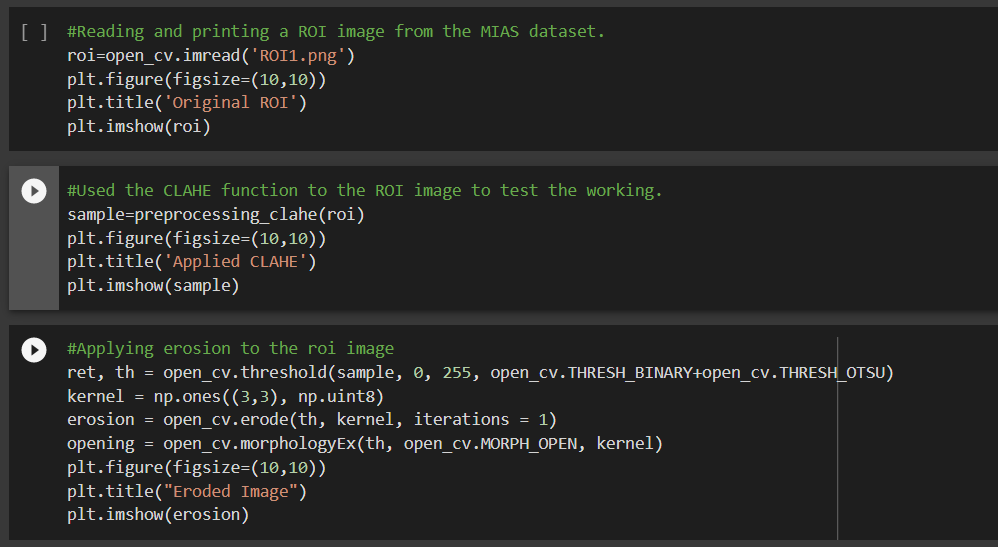 [ ] #Reading and printing a ROI image from the MIAS dataset.
roi=open_cv.imread('ROI1.png')
plt.figure(figsize=(10,10))
plt.title('Original ROI')
plt.imshow(roi)
#Used the CLAHE function to the ROI image to test the working.
sample=preprocessing_clahe(roi)
plt.figure(figsize=(10,10))
plt.title('Applied CLAHE')
plt.imshow(sample)
#Applying erosion to the roi image
ret, th = open_cv.threshold(sample, 0, 255, open_cv.THRESH_BINARY+open_cv.THRESH_OTSU)
kernel = np.ones((3,3), np.uint8)
erosion = open_cv.erode(th, kernel, iterations = 1)
opening = open_cv.morphologyEx(th, open_cv.MORPH_OPEN, kernel)
plt.figure(figsize=(10,10))
plt.title("Eroded Image")
plt.imshow(erosion)